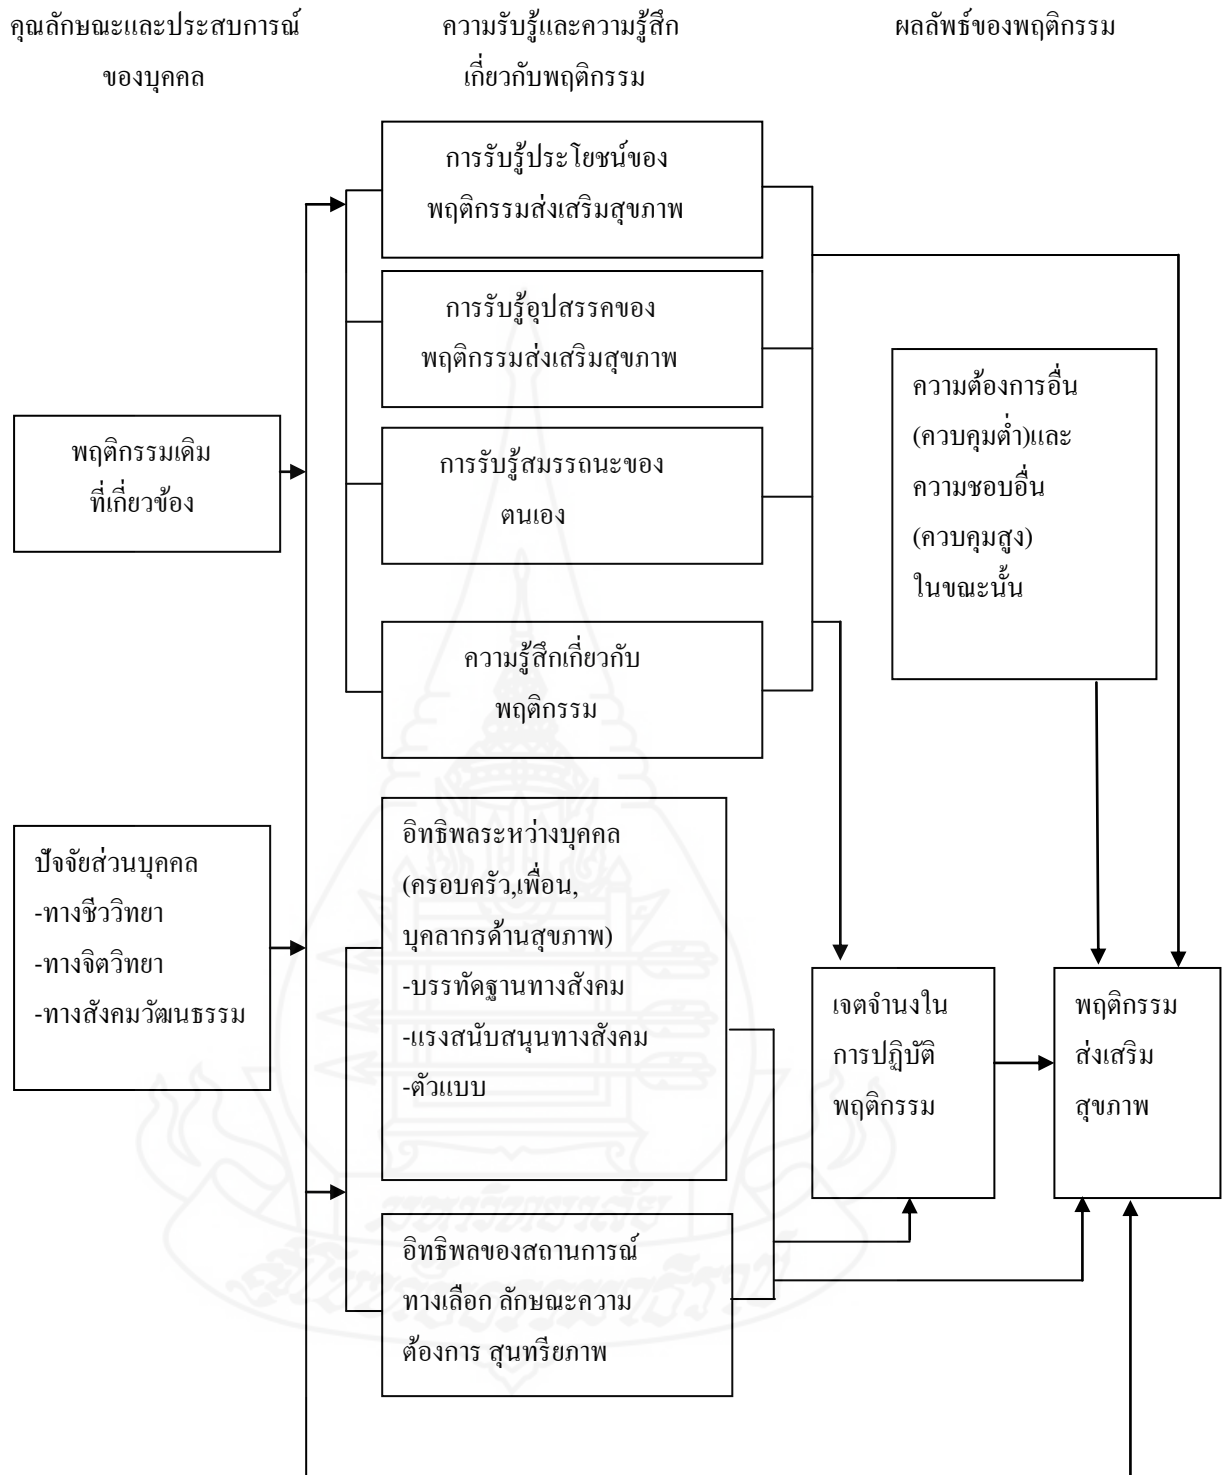 คุณลักษณะและประสบการณ์
ของบุคคล
ความรับรู้และความรู้สึก
เกี่ยวกับพฤติกรรม
ผลลัพธ์ของพฤติกรรม
การรับรู้ประโยชน์ของ
พฤติกรรมส่งเสริมสุขภาพ
การรับรู้อุปสรรคของ
พฤติกรรมส่งเสริมสุขภาพ
พฤติกรรมเดิม
ที่เกี่ยวข้อง
การรับรู้สมรรถนะของ
ตนเอง
ความต้องการอื่น
(ควบคุมต่ำ)และ
ความชอบอื่น
(ควบคุมสูง)
ในขณะนั้น
ความรู้สึกเกี่ยวกับ
พฤติกรรม
ปัจจัยส่วนบุคคล
-ทางชีววิทยา
-ทางจิตวิทยา
-ทางสังคมวัฒนธรรม
อิทธิพลระหว่างบุคคล
(ครอบครัว,เพื่อน,
บุคลากรด้านสุขภาพ)
-บรรทัดฐานทางสังคม
-แรงสนับสนุนทางสังคม
-ตัวแบบ
เจตจำนงใน
การปฏิบัติ
พฤติกรรม
พฤติกรรม
ส่งเสริม
สุขภาพ
อิทธิพลของสถานการณ์
ทางเลือก ลักษณะความ
ต้องการ สุนทรียภาพ
มหาวิทยาลัย
สุโขทัยธรรมาธิราช